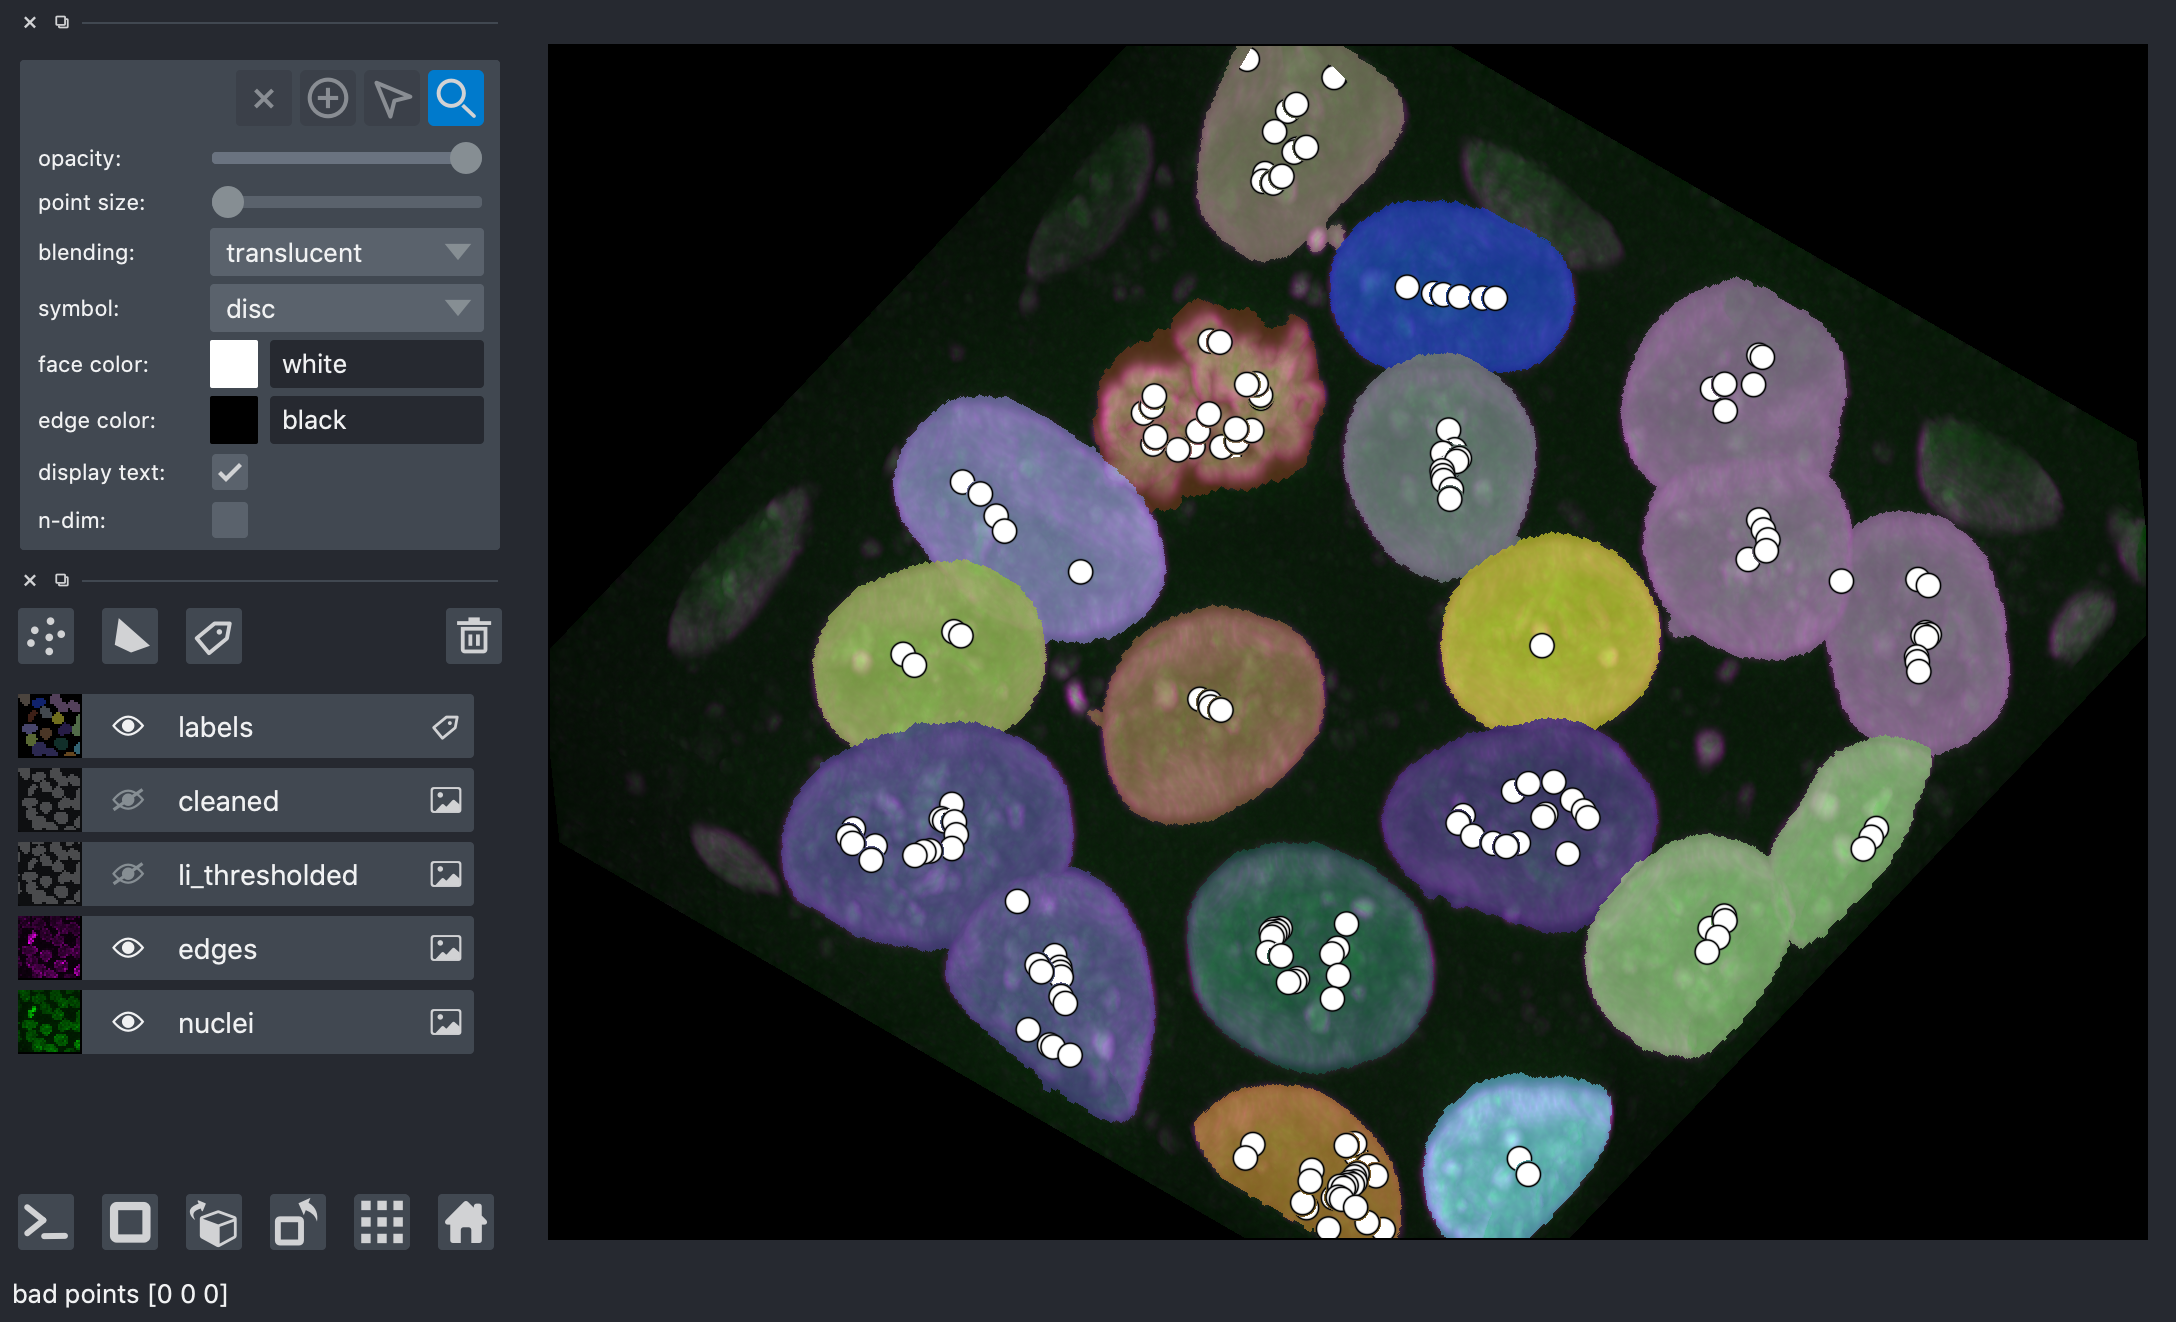 opacity:
point size:
blending: translucent
symbol: disc
face color: white
edge color: black
display text:
n-dim:
labels
cleaned
li_thresholded
edges
nuclei
bad points [0 0 0]